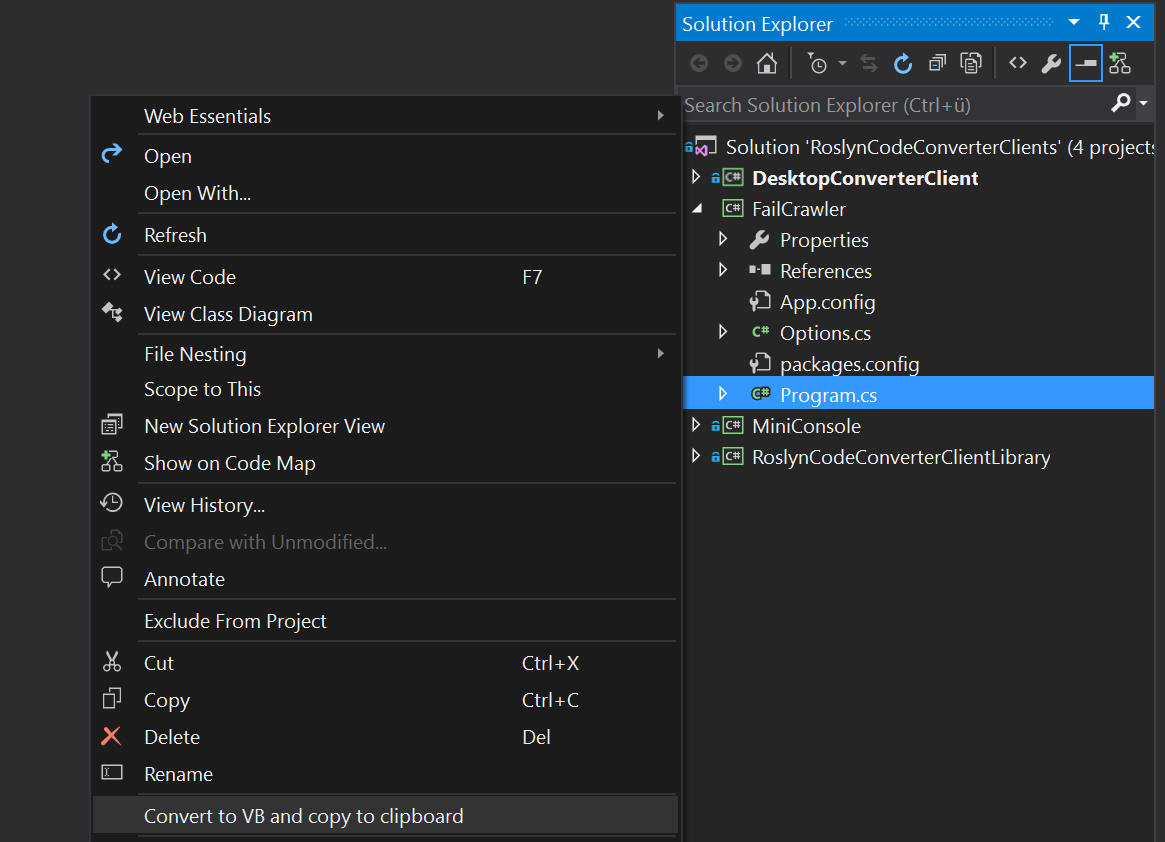 Solution Explorer
Search Solution Explorer (Ctrl+ü)
Solution 'RoslynCodeConverterClients' (4 projects
C# DesktopConverterClient
C# FailCrawler
Properties
References
App.config
C# Options.cs
packages.config
C# Program.cs
C# MiniConsole
C# RoslynCodeConverterClientLibrary
Web Essentials
Open
Open With...
Refresh
View Code F7
View Class Diagram
File Nesting
Scope to This
New Solution Explorer View
Show on Code Map
View History...
Compare with Unmodified...
Annotate
Exclude From Project
Cut Ctrl+X
Copy Ctrl+C
Delete Del
Rename
Convert to VB and copy to clipboard